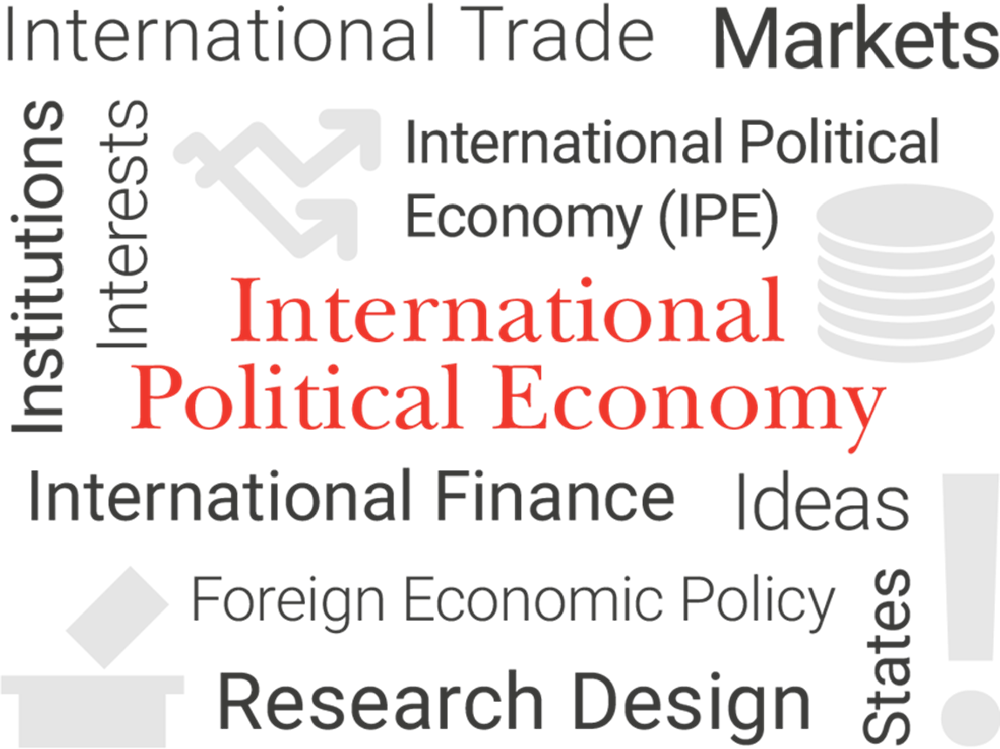 International Trade
Markets
Institutions
Interests
International Political
Economy (IPE)
International
Political Economy
International Finance
Ideas
Foreign Economic Policy
States
Research Design